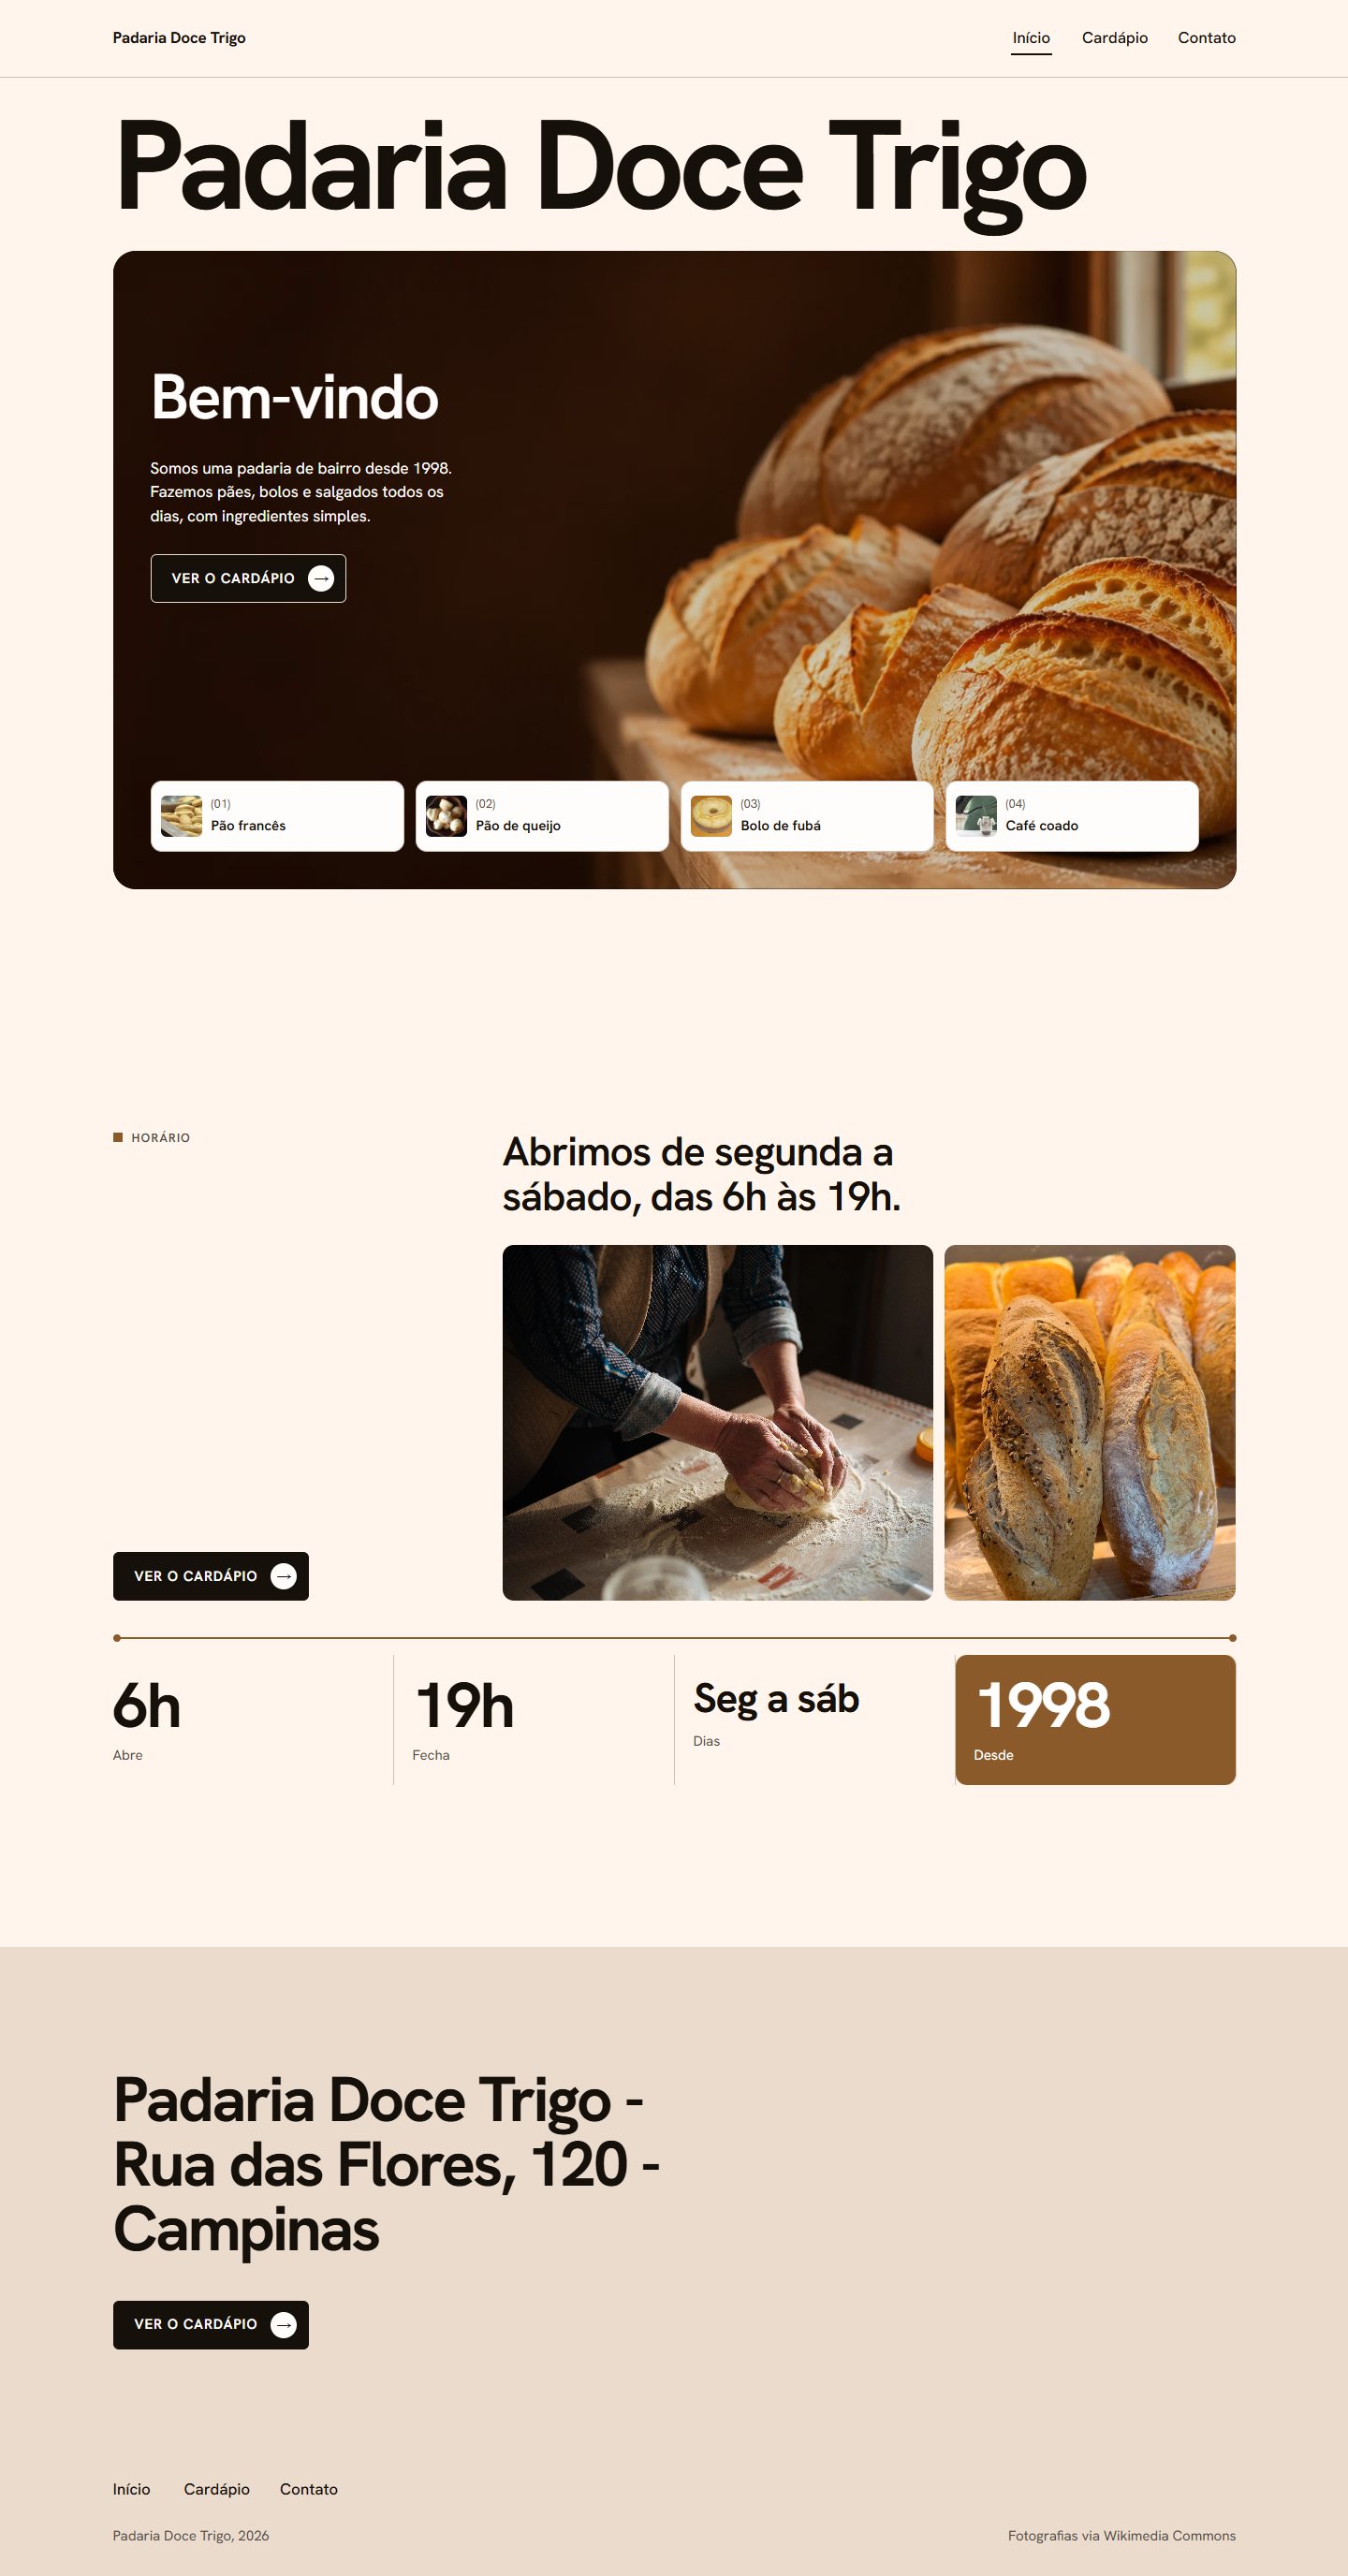 Padaria Doce Trigo
Início
Cardápio
Contato
Padaria Doce Trigo
Bem-vindo
Somos uma padaria de bairro desde 1998.
Fazemos pães, bolos e salgados todos os
dias, com ingredientes simples.
VER O CARDÁPIO →
(01)
Pão francês
(02)
Pão de queijo
(03)
Bolo de fubá
(04)
Café coado
HORÁRIO
Abrimos de segunda a
sábado, das 6h às 19h.
VER O CARDÁPIO →
6h
Abre
19h
Fecha
Seg a sáb
Dias
1998
Desde
Padaria Doce Trigo -
Rua das Flores, 120 -
Campinas
VER O CARDÁPIO →
Início
Cardápio
Contato
Padaria Doce Trigo, 2026
Fotografias via Wikimedia Commons